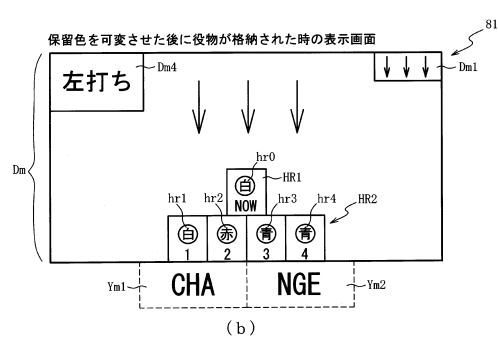 保留色を可変させた後に役物が格納された時の表示画面
81
左打ち
Dm4
Dm1
Dm
hr0
白
HR1
NOW
hr1
hr2
hr3
hr4
HR2
白 赤 青 青
1 2 3 4
Ym1
CHA NGE
Ym2
(b)